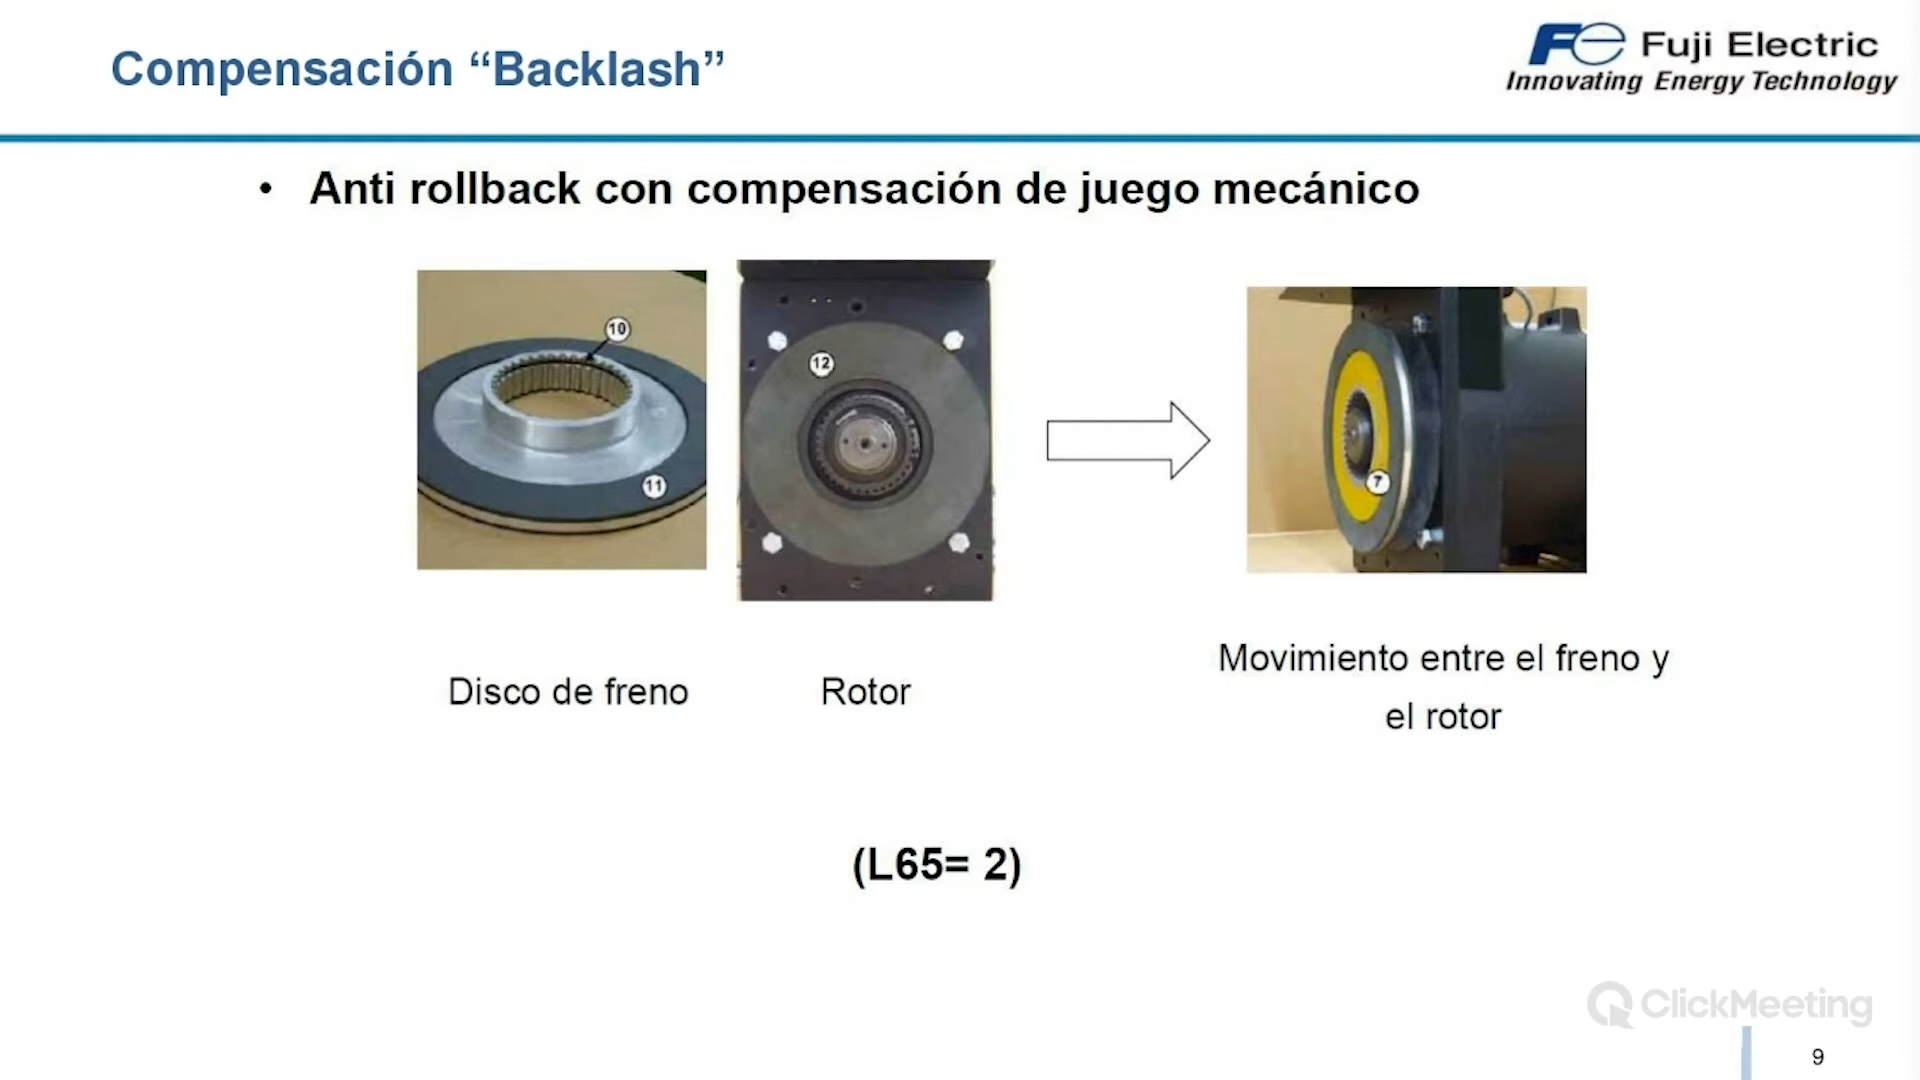 Compensación “Backlash”
Fuji Electric
Innovating Energy Technology
• Anti rollback con compensación de juego mecánico
10
11
12
7
Disco de freno
Rotor
Movimiento entre el freno y
el rotor
(L65= 2)
ClickMeeting
9